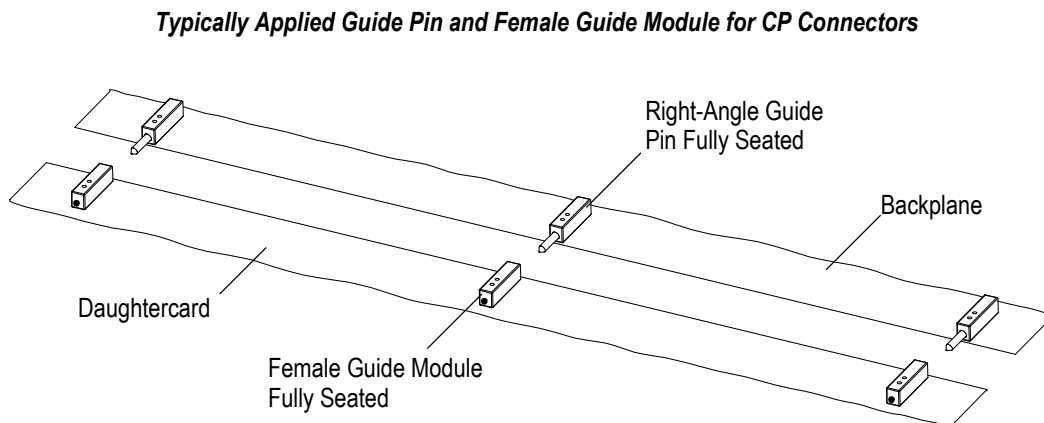 Typically Applied Guide Pin and Female Guide Module for CP Connectors
Right-Angle Guide
Pin Fully Seated
Backplane
Daughtercard
Female Guide Module
Fully Seated